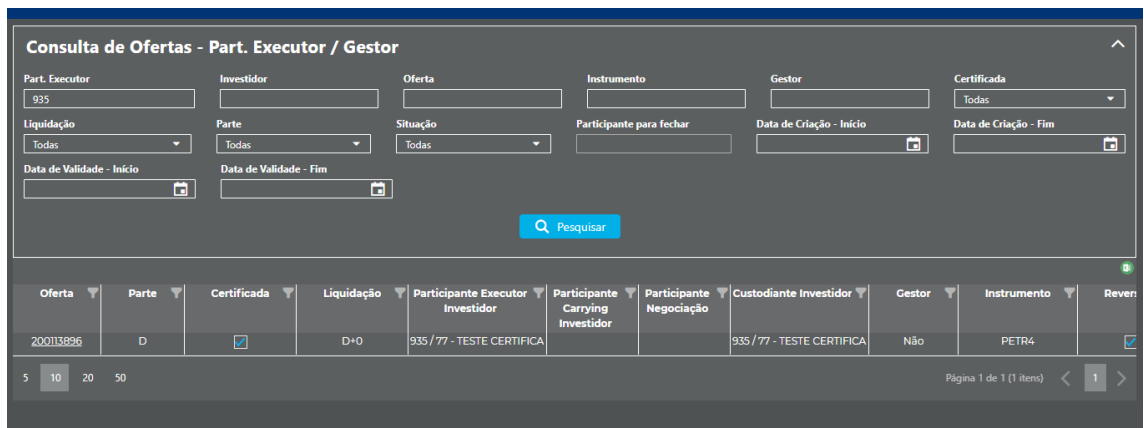 Consulta de Ofertas - Part. Executor / Gestor
Part. Executor Investidor Oferta Instrumento Gestor Certificada
935 Todas
Liquidação Parte Situação Participante para fechar Data de Criação - Início Data de Criação - Fim
Todas Todas Todas
Data de Validade - Início Data de Validade - Fim
Pesquisar
Oferta Parte Certificada Liquidação Participante Executor Investidor Participante Carrying Investidor Participante Negociação Custodiante Investidor Gestor Instrumento Revers
200113896 D D+0 935 / 77 - TESTE CERTIFICA 935 / 77 - TESTE CERTIFICA Não PETR4
5 10 20 50 Página 1 de 1 (1 itens) 1